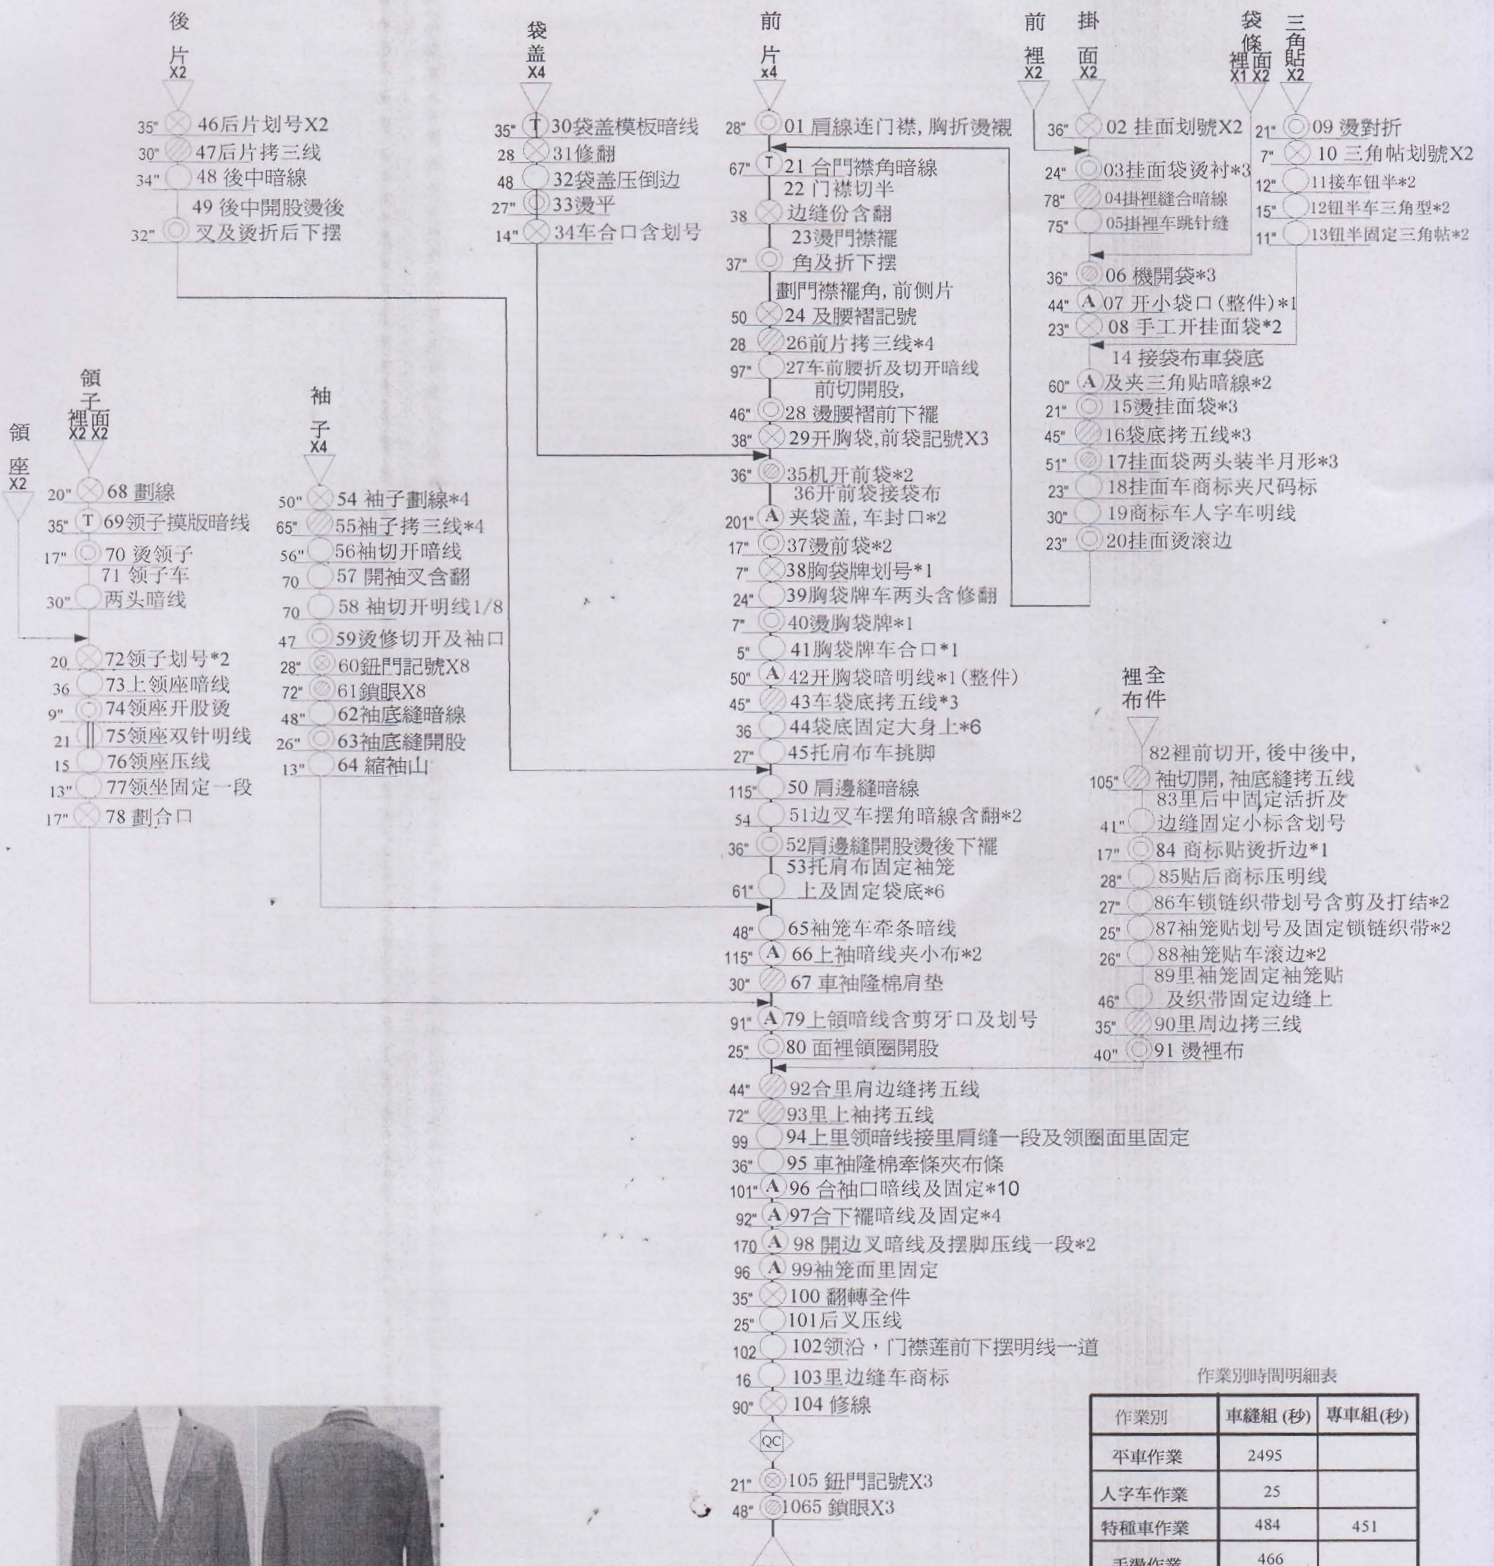 後片X2
35" 46后片划号X2
30" 47后片拷三线
34" 48 後中暗線
49 後中開股燙後
32" 叉及烫折后下摆
袋盖X4
35" T 30袋盖模板暗线
28 31修翻
48 32袋盖压倒边
27" 33燙平
14" 34车合口含划号
前片x4
28" 01 肩線连门襟,胸折燙襯
67" T 21 合門襟角暗線
22 门襟切半
38 边缝份含翻
23燙門襟襬
37" 角及折下摆
劃門襟襬角,前侧片
50 24 及腰褶記號
28 26前片拷三线*4
97" 27车前腰折及切开暗线
前切開股,
46" 28 燙腰褶前下襬
38" 29开胸袋,前袋記號X3
36" 35机开前袋*2
36开前袋接袋布
201" A 夹袋盖,车封口*2
17" 37燙前袋*2
7" 38胸袋牌划号*1
24" 39胸袋牌车两头含修翻
7" 40燙胸袋牌*1
5" 41胸袋牌车合口*1
50" A 42开胸袋暗明线*1(整件)
45" 43车袋底拷五线*3
36 44袋底固定大身上*6
27" 45托肩布车挑脚
115" 50 肩邊縫暗線
54 51边叉车摆角暗線含翻*2
36" 52肩邊縫開股燙後下襬
53托肩布固定袖笼
61" 上及固定袋底*6
48" 65袖笼车牵条暗线
115" A 66上袖暗线夹小布*2
30" 67 車袖隆棉肩垫
91" A 79上領暗线含剪牙口及划号
25" 80 面裡領圈開股
44" 92合里肩边缝拷五线
72" 93里上袖拷五线
99 94上里领暗线接里肩缝一段及领圈面里固定
36" 95 車袖隆棉牽條夾布條
101" A 96 合袖口暗线及固定*10
92" A 97合下襬暗线及固定*4
170 A 98 開边叉暗线及摆脚压线一段*2
96 A 99袖笼面里固定
35" 100 翻轉全件
25" 101后叉压线
102 102领沿，门襟莲前下摆明线一道
16 103里边缝车商标
90" 104 修線
QC
21" 105 鈕門記號X3
48" 1065 鎖眼X3
前裡X2
掛面X2
36" 02 挂面划號X2
24" 03挂面袋烫衬*3
78" 04掛裡縫合暗線
75" 05掛裡车跳针缝
袋條
裡X1 面X2
36" 06 機開袋*3
44" A 07 开小袋口(整件)*1
23" 08 手工开挂面袋*2
14 接袋布車袋底
60" A 及夹三角贴暗線*2
21" 15燙挂面袋*3
45" 16袋底拷五线*3
51" 17挂面袋两头装半月形*3
23" 18挂面车商标夹尺码标
30" 19商标车人字车明线
23" 20挂面烫滚边
三角貼X2
21" 09 燙對折
7" 10 三角帖划號X2
12" 11接车钮半*2
15" 12钮半车三角型*2
11" 13钮半固定三角帖*2
領座X2
領子
裡X2 面X2
20" 68 劃線
35" T 69领子摸版暗线
17" 70 烫领子
71 领子车
30" 两头暗线
20 72领子划号*2
36 73上领座暗线
9" 74领座开股烫
21 75领座双针明线
15 76领座压线
13" 77领坐固定一段
17" 78 劃合口
袖子X4
50" 54 袖子劃線*4
65" 55袖子拷三线*4
56" 56袖切开暗线
70 57 開袖叉含翻
70 58 袖切开明线1/8
47 59烫修切开及袖口
28" 60鈕門記號X8
72" 61鎖眼X8
48" 62袖底縫暗線
26" 63袖底縫開股
13" 64 縮袖山
全件裡布
82裡前切开,後中後中,
105" 袖切開,袖底縫拷五线
83里后中固定活折及
41" 边缝固定小标含划号
17" 84 商标贴烫折边*1
28" 85贴后商标压明线
27" 86车锁链织带划号含剪及打结*2
25" 87袖笼贴划号及固定锁链织带*2
26" 88袖笼贴车滚边*2
89里袖笼固定袖笼贴
46" 及织带固定边缝上
35" 90里周边拷三线
40" 91 燙裡布
作業別時間明細表
作業別 車縫組(秒) 專車組(秒)
平車作業 2495
人字车作業 25
特種車作業 484 451
手燙作業 466